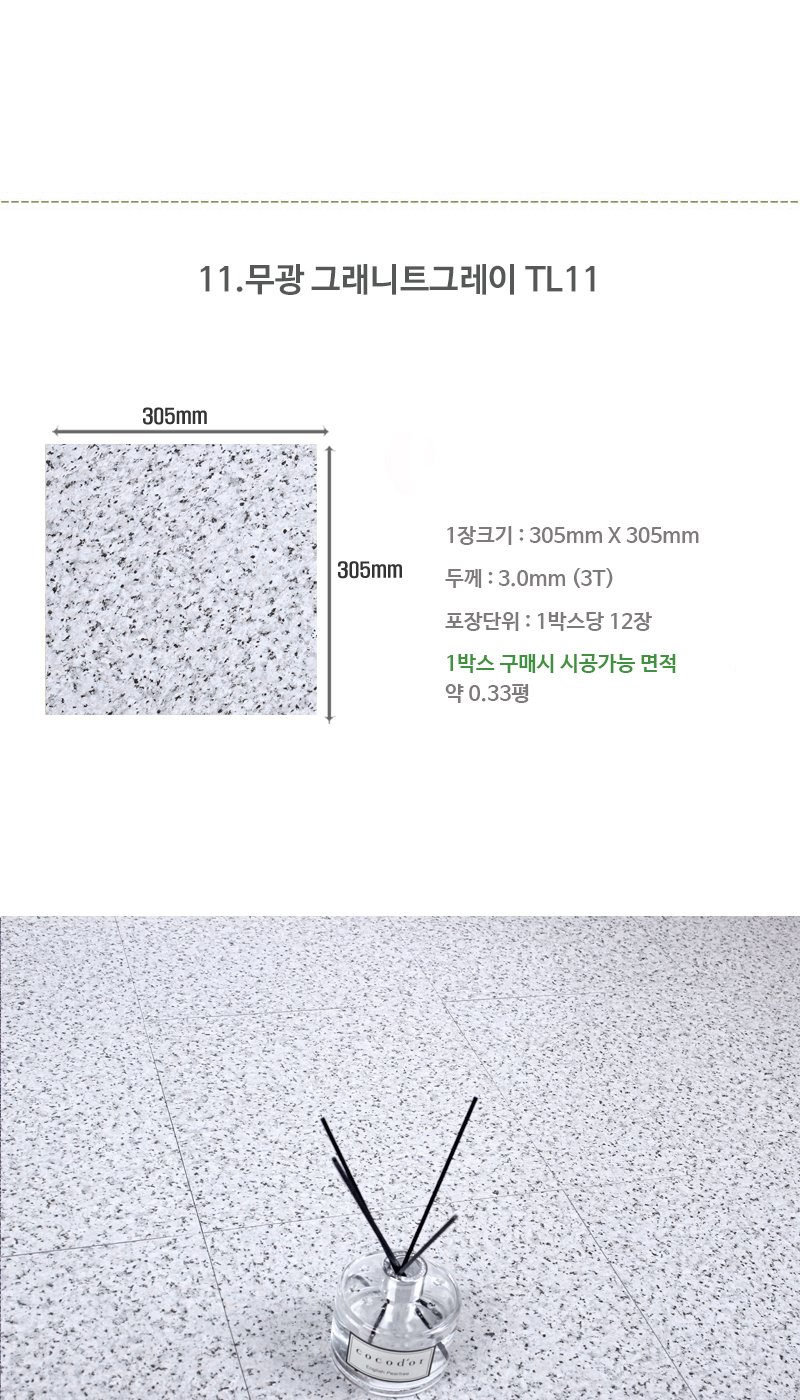 11.무광 그래니트그레이 TL11
305mm
305mm
1장크기 : 305mm X 305mm
두께 : 3.0mm (3T)
포장단위 : 1박스당 12장
1박스 구매시 시공가능 면적
약 0.33평
cocod'or